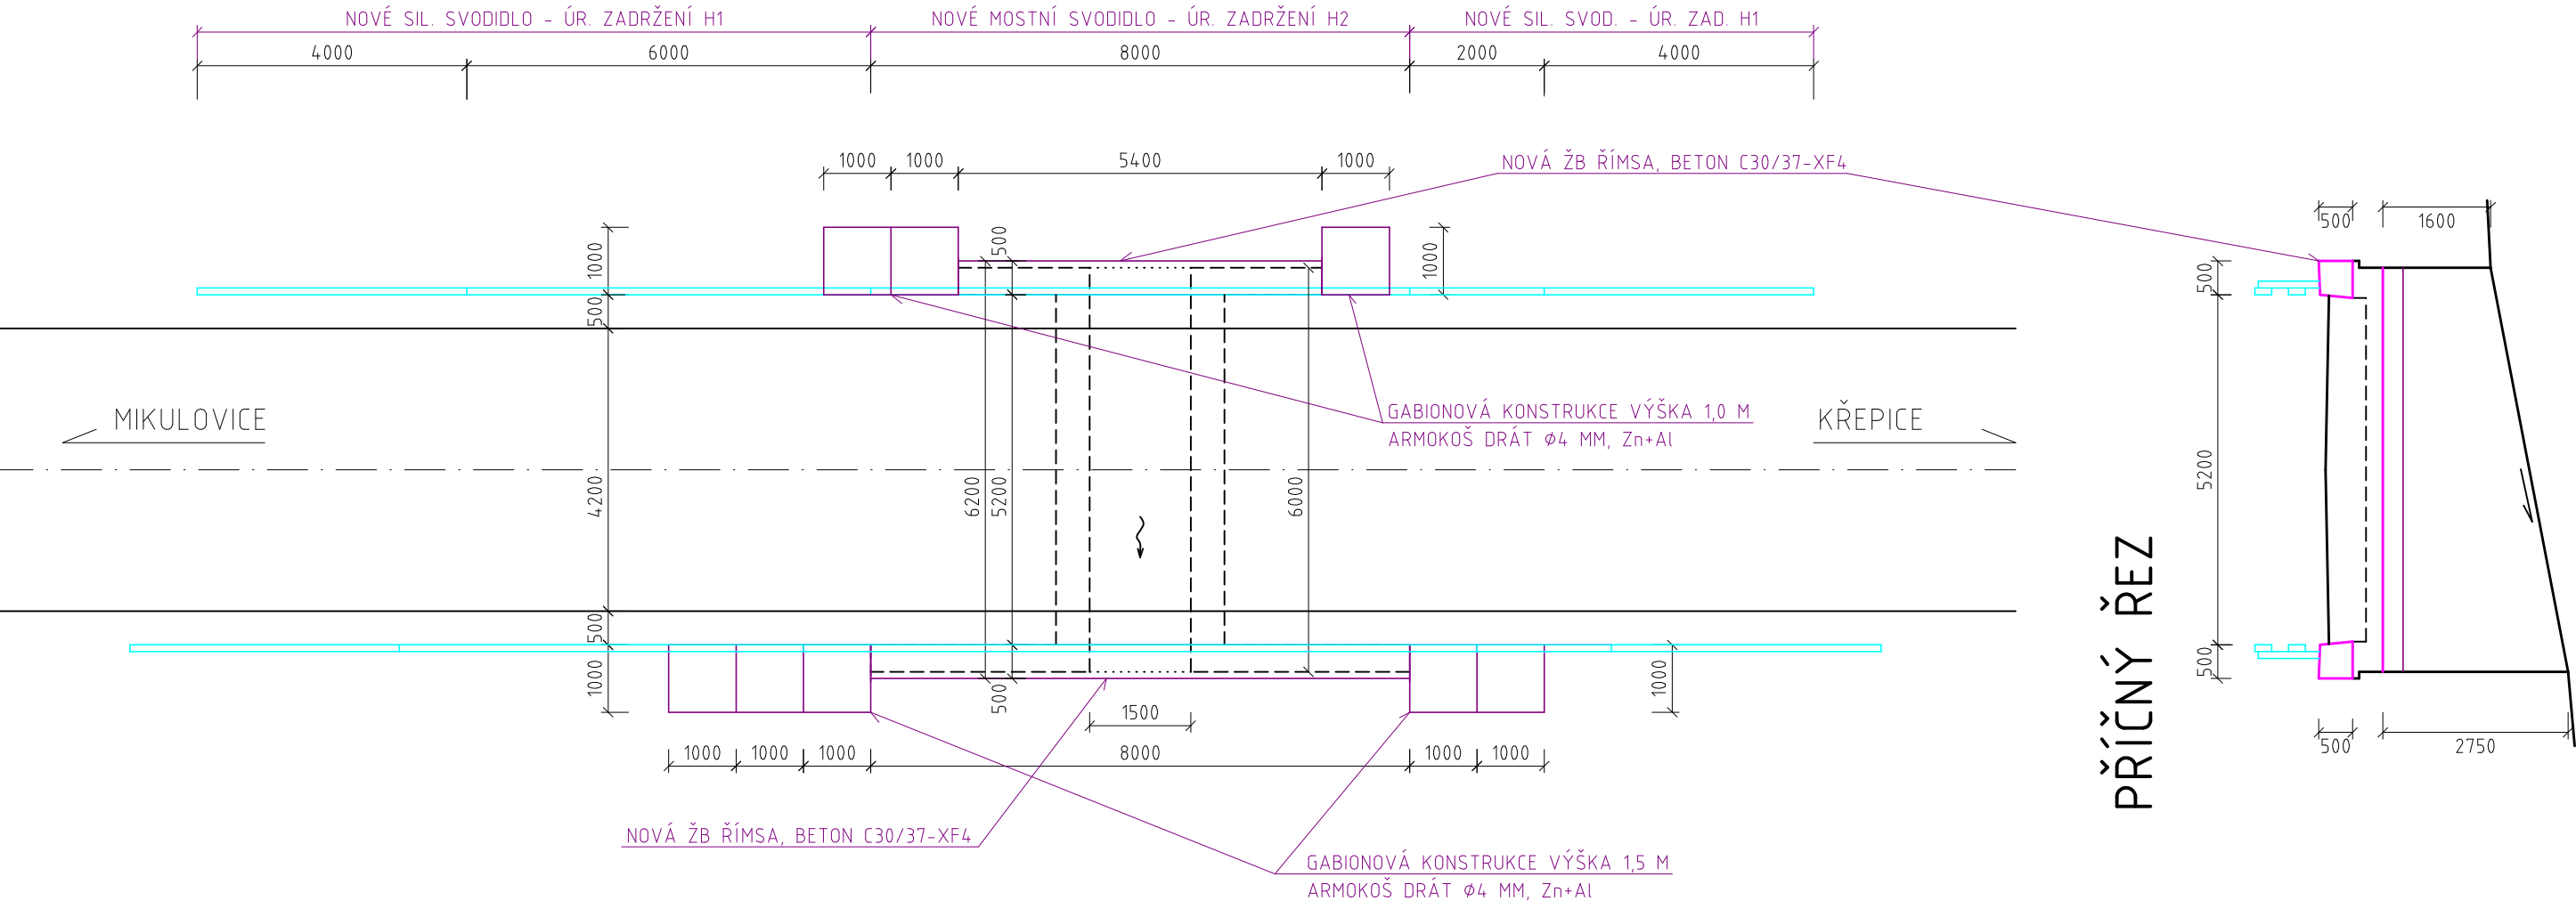 NOVÉ SIL. SVODIDLO - ÚR. ZADRŽENÍ H1
NOVÉ MOSTNÍ SVODIDLO - ÚR. ZADRŽENÍ H2
NOVÉ SIL. SVOD. - ÚR. ZAD. H1
4000
6000
8000
2000
4000
1000
1000
5400
1000
NOVÁ ŽB ŘÍMSA, BETON C30/37-XF4
500
1600
1000
500
1000
500
500
GABIONOVÁ KONSTRUKCE VÝŠKA 1,0 M
ARMOKOŠ DRÁT Ø4 MM, Zn+Al
MIKULOVICE
KŘEPICE
4200
6200
5200
6000
5200
PŘÍČNÝ ŘEZ
500
1000
500
1000
500
1500
500
2750
1000
1000
1000
8000
1000
1000
NOVÁ ŽB ŘÍMSA, BETON C30/37-XF4
GABIONOVÁ KONSTRUKCE VÝŠKA 1,5 M
ARMOKOŠ DRÁT Ø4 MM, Zn+Al